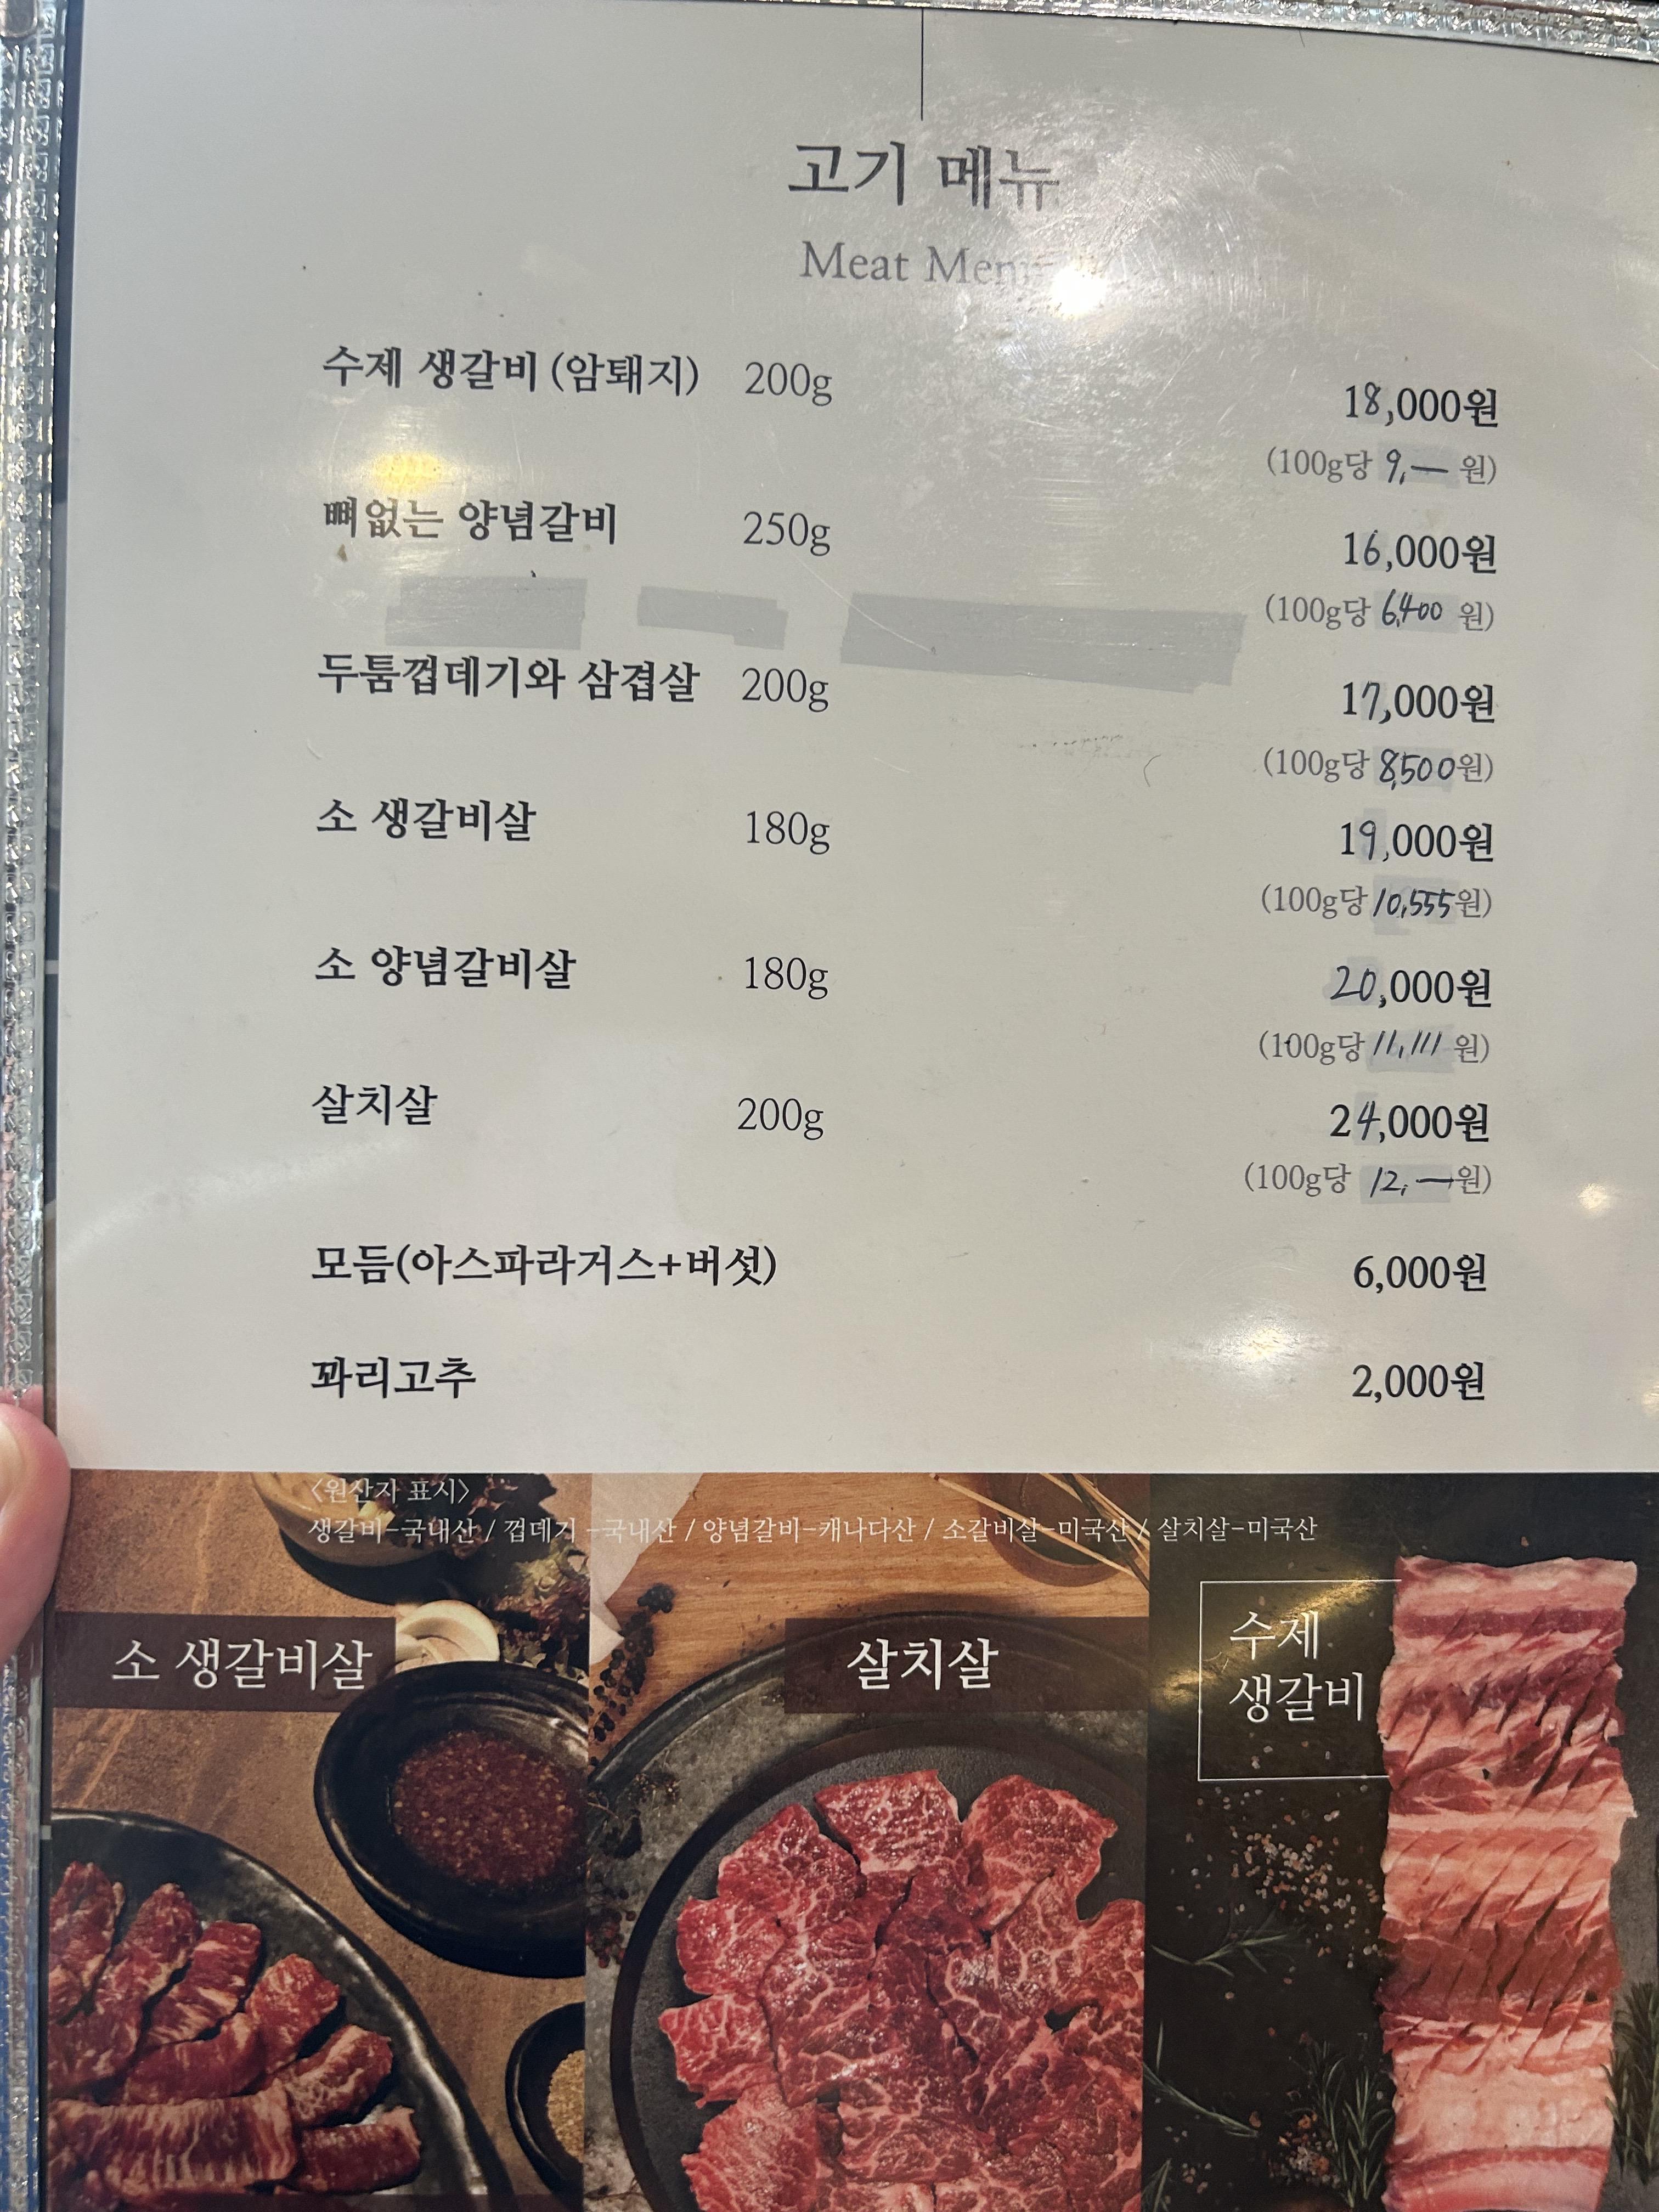 고기 메뉴
Meat Menu
수제 생갈비 (암퇘지) 200g 18,000원
(100g당 9,— 원)
뼈없는 양념갈비 250g 16,000원
(100g당 6,400 원)
두툼껍데기와 삼겹살 200g 17,000원
(100g당 8,500원)
소 생갈비살 180g 19,000원
(100g당 10,555원)
소 양념갈비살 180g 20,000원
(100g당 11,111 원)
살치살 200g 24,000원
(100g당 12,—원)
모듬(아스파라거스+버섯) 6,000원
꽈리고추 2,000원
<원산지 표시>
생갈비-국내산 / 껍데기 -국내산 / 양념갈비-캐나다산 / 소갈비살-미국산 / 살치살-미국산
소 생갈비살
살치살
수제
생갈비